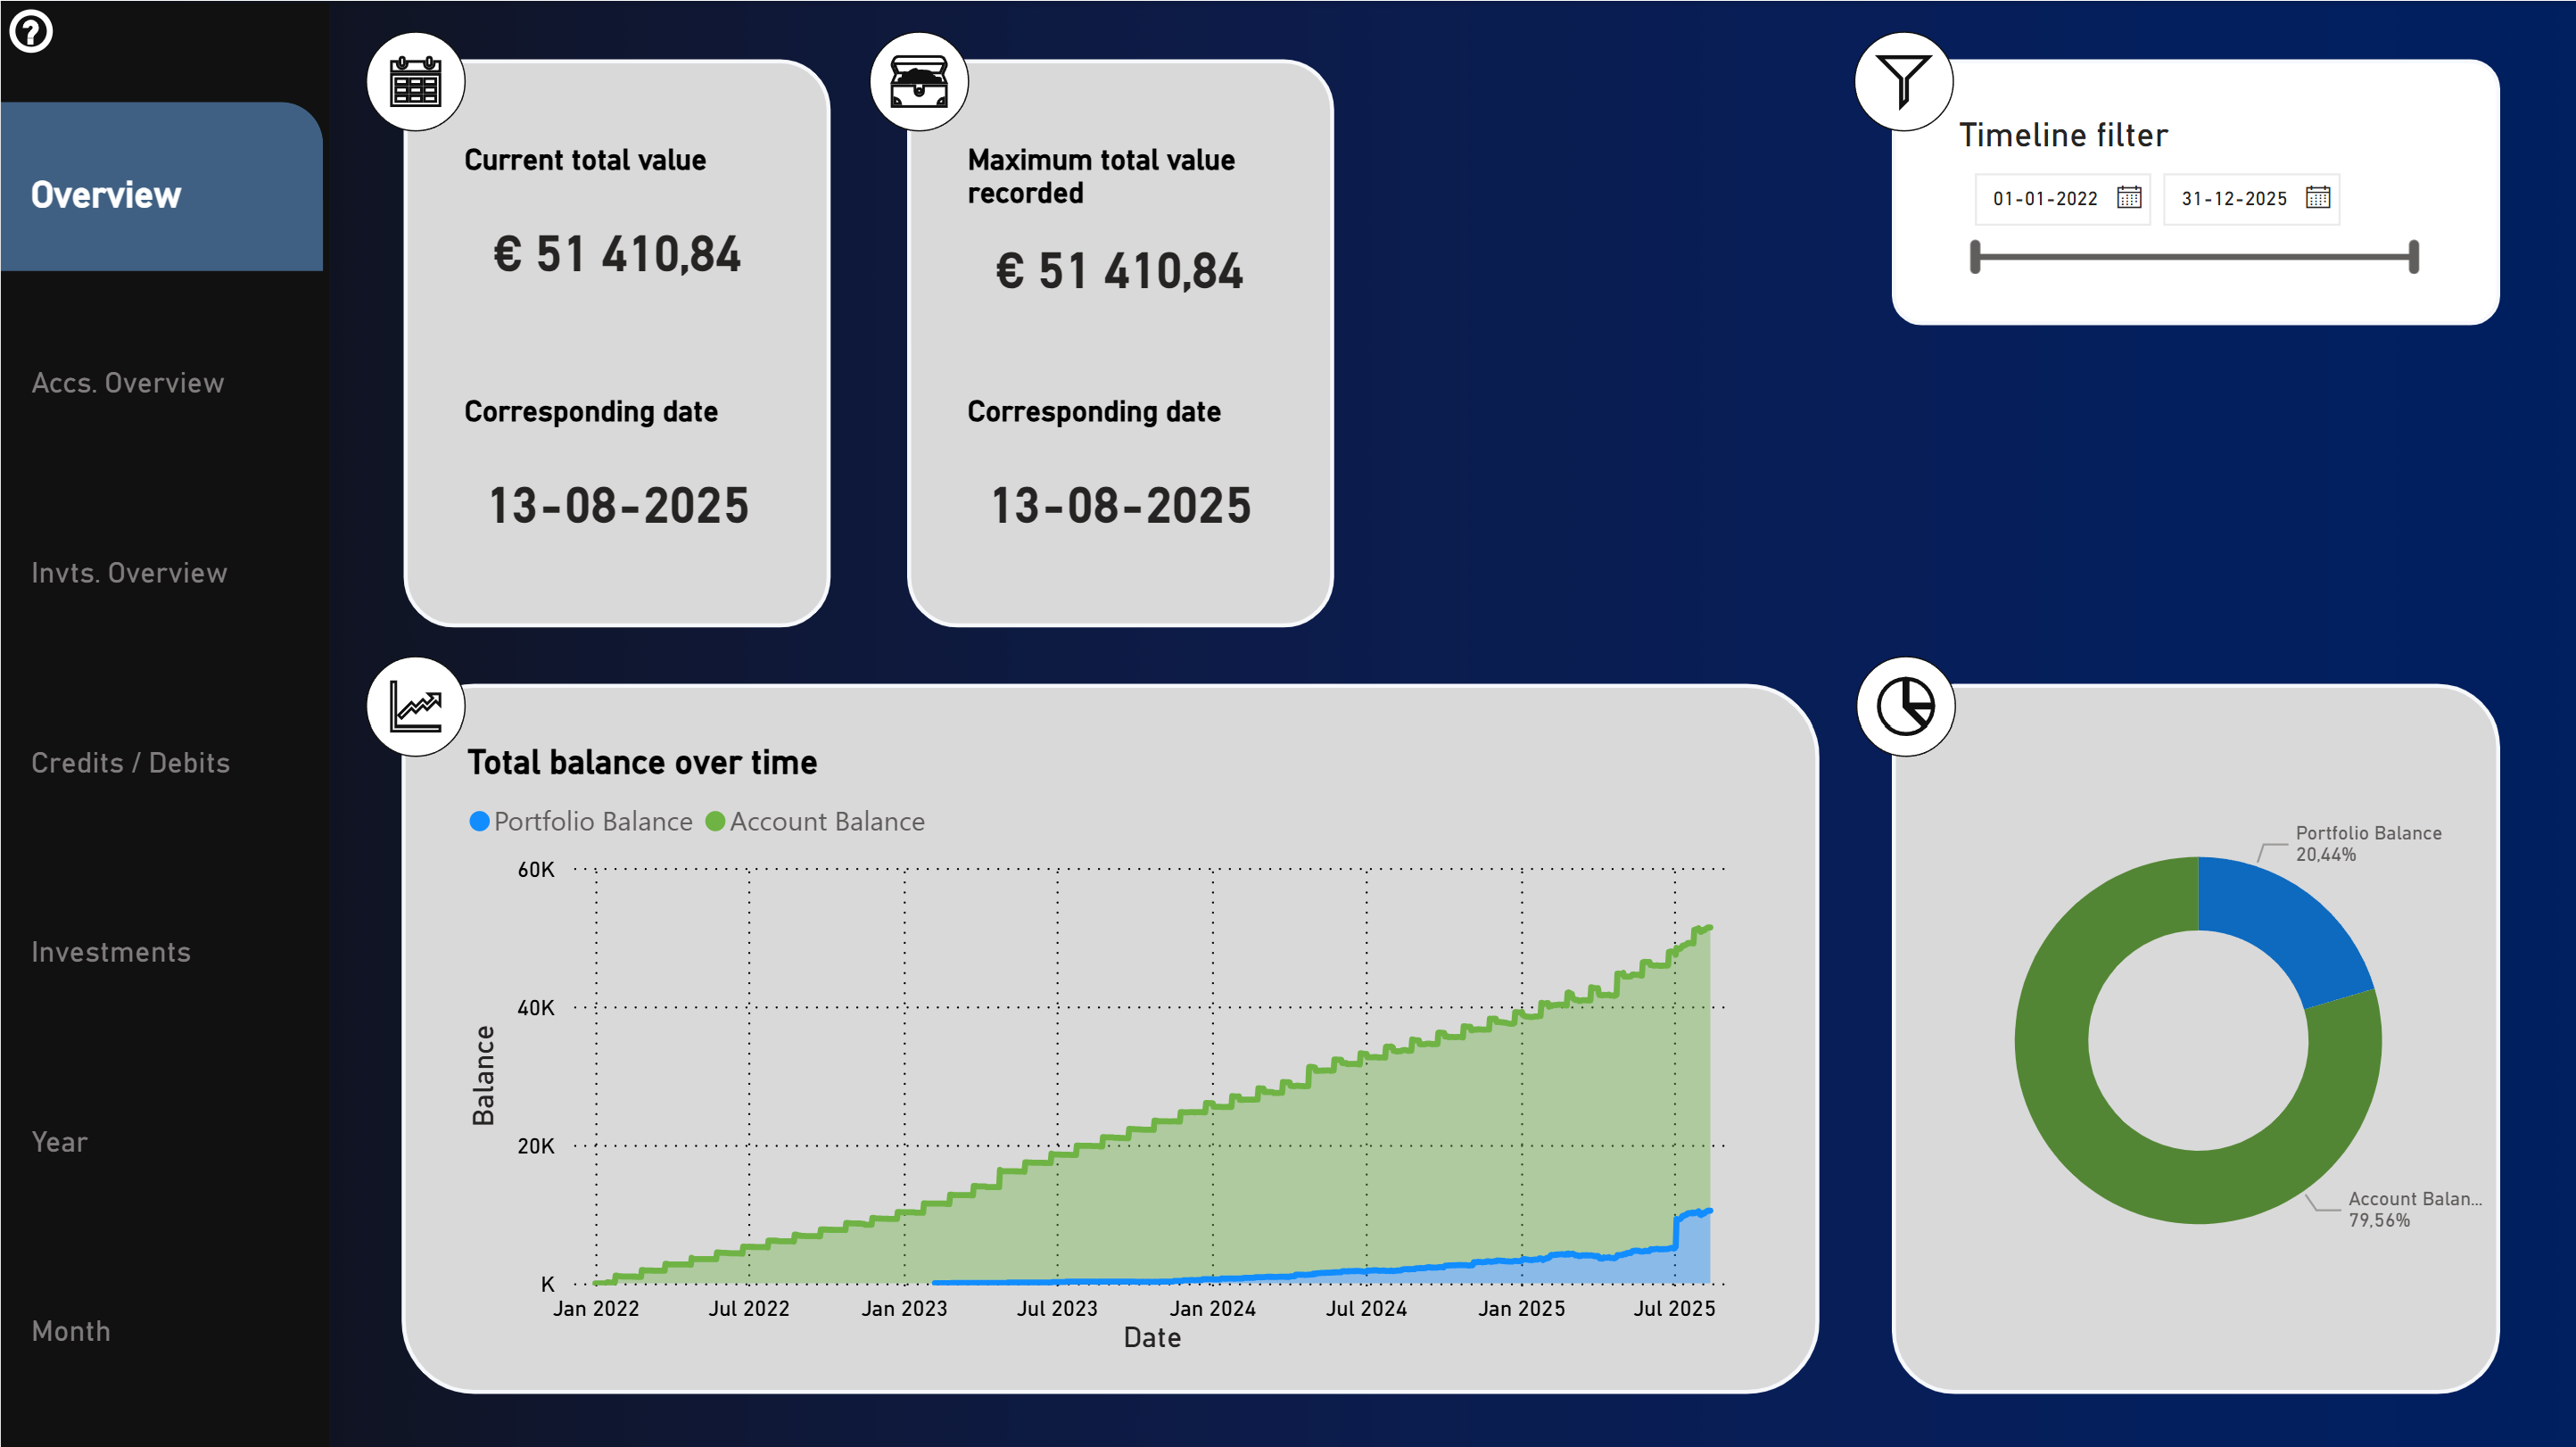 ?
Overview
Accs. Overview
Invts. Overview
Credits / Debits
Investments
Year
Month
Current total value
€ 51 410,84
Corresponding date
13-08-2025
Maximum total value
recorded
€ 51 410,84
Corresponding date
13-08-2025
Timeline filter
01-01-2022
31-12-2025
Total balance over time
Portfolio Balance
Account Balance
60K
40K
20K
K
Balance
Jan 2022
Jul 2022
Jan 2023
Jul 2023
Jan 2024
Jul 2024
Jan 2025
Jul 2025
Date
Portfolio Balance
20,44%
Account Balan...
79,56%